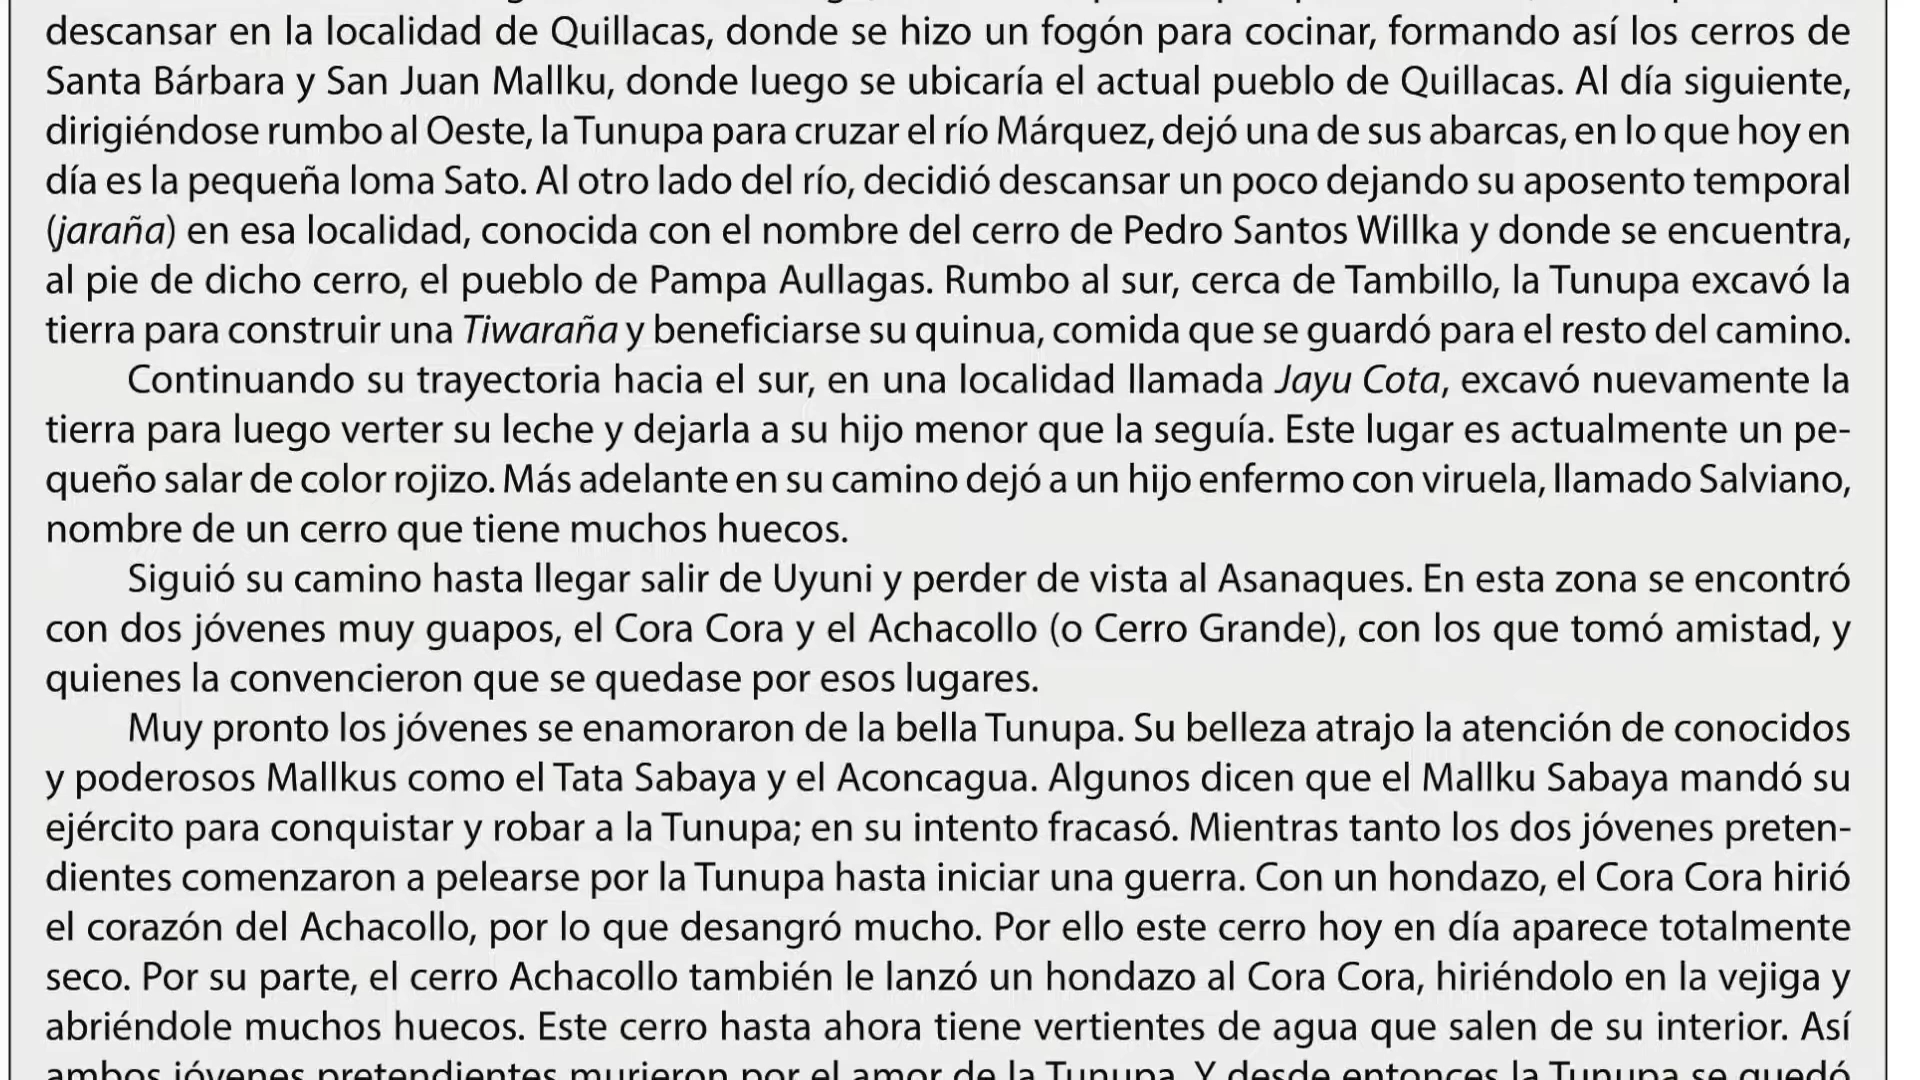 descansar en la localidad de Quillacas, donde se hizo un fogón para cocinar, formando así los cerros de
Santa Bárbara y San Juan Mallku, donde luego se ubicaría el actual pueblo de Quillacas. Al día siguiente,
dirigiéndose rumbo al Oeste, la Tunupa para cruzar el río Márquez, dejó una de sus abarcas, en lo que hoy en
día es la pequeña loma Sato. Al otro lado del río, decidió descansar un poco dejando su aposento temporal
(jaraña) en esa localidad, conocida con el nombre del cerro de Pedro Santos Willka y donde se encuentra,
al pie de dicho cerro, el pueblo de Pampa Aullagas. Rumbo al sur, cerca de Tambillo, la Tunupa excavó la
tierra para construir una Tiwaraña y beneficiarse su quinua, comida que se guardó para el resto del camino.
Continuando su trayectoria hacia el sur, en una localidad llamada Jayu Cota, excavó nuevamente la
tierra para luego verter su leche y dejarla a su hijo menor que la seguía. Este lugar es actualmente un pe-
queño salar de color rojizo. Más adelante en su camino dejó a un hijo enfermo con viruela, llamado Salviano,
nombre de un cerro que tiene muchos huecos.
Siguió su camino hasta llegar salir de Uyuni y perder de vista al Asanaques. En esta zona se encontró
con dos jóvenes muy guapos, el Cora Cora y el Achacollo (o Cerro Grande), con los que tomó amistad, y
quienes la convencieron que se quedase por esos lugares.
Muy pronto los jóvenes se enamoraron de la bella Tunupa. Su belleza atrajo la atención de conocidos
y poderosos Mallkus como el Tata Sabaya y el Aconcagua. Algunos dicen que el Mallku Sabaya mandó su
ejército para conquistar y robar a la Tunupa; en su intento fracasó. Mientras tanto los dos jóvenes preten-
dientes comenzaron a pelearse por la Tunupa hasta iniciar una guerra. Con un hondazo, el Cora Cora hirió
el corazón del Achacollo, por lo que desangró mucho. Por ello este cerro hoy en día aparece totalmente
seco. Por su parte, el cerro Achacollo también le lanzó un hondazo al Cora Cora, hiriéndolo en la vejiga y
abriéndole muchos huecos. Este cerro hasta ahora tiene vertientes de agua que salen de su interior. Así
ambos jóvenes pretendientes murieron por el amor de la Tunupa. Y desde entonces la Tunupa se quedó